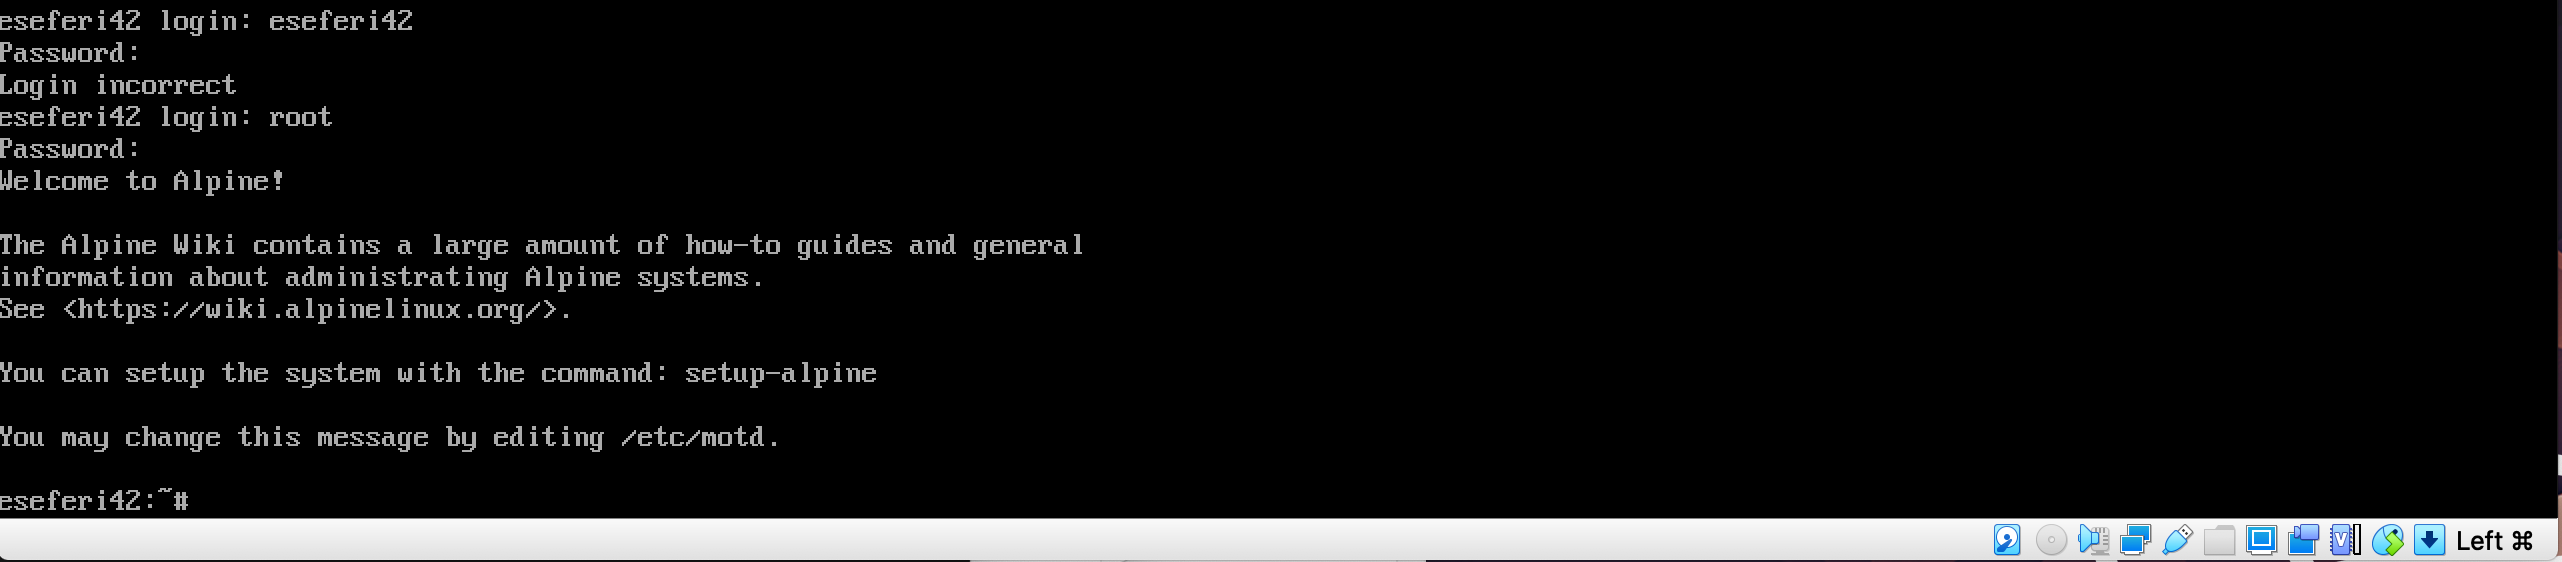 eseferi42 login: eseferi42
Password:
Login incorrect
eseferi42 login: root
Password:
Welcome to Alpine!
The Alpine Wiki contains a large amount of how-to guides and general
information about administrating Alpine systems.
See <https://wiki.alpinelinux.org/>.
You can setup the system with the command: setup-alpine
You may change this message by editing /etc/motd.
eseferi42:~#
Left ⌘